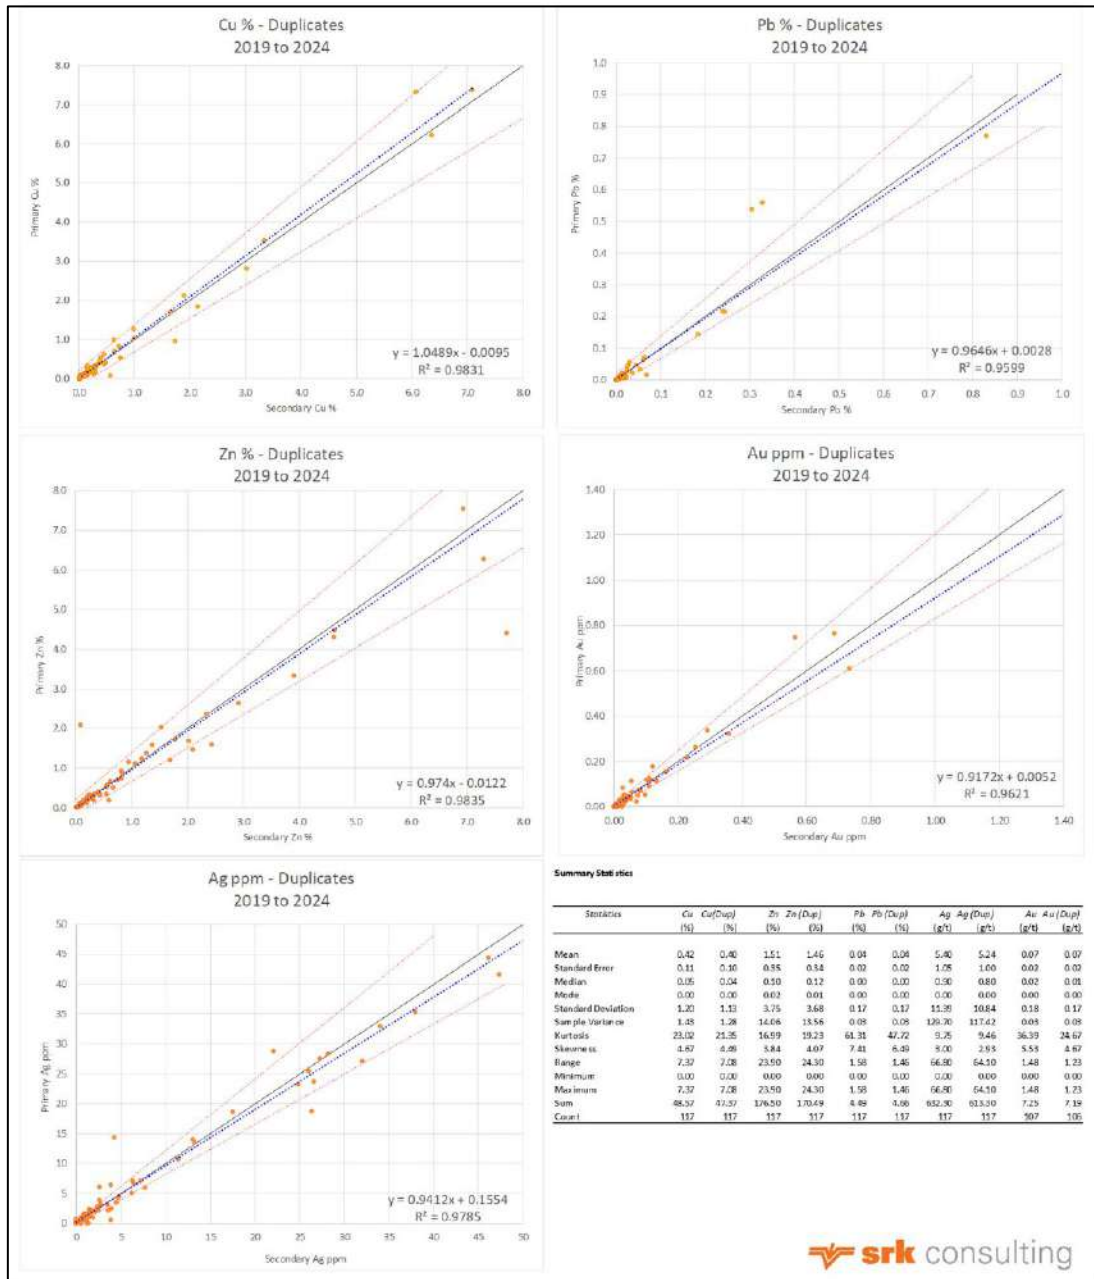 Cu % - Duplicates
2019 to 2024
8.0
7.0
6.0
5.0
4.0
3.0
2.0
1.0
0.0
Primary Cu %
0.0 1.0 2.0 3.0 4.0 5.0 6.0 7.0 8.0
Secondary Cu %
y = 1.0489x - 0.0095
R² = 0.9831
Pb % - Duplicates
2019 to 2024
1.0
0.9
0.8
0.7
0.6
0.5
0.4
0.3
0.2
0.1
0.0
Primary Pb %
0.0 0.1 0.2 0.3 0.4 0.5 0.6 0.7 0.8 0.9 1.0
Secondary Pb %
y = 0.9646x + 0.0028
R² = 0.9599
Zn % - Duplicates
2019 to 2024
8.0
7.0
6.0
5.0
4.0
3.0
2.0
1.0
0.0
Primary Zn %
0.0 1.0 2.0 3.0 4.0 5.0 6.0 7.0 8.0
Secondary Zn %
y = 0.974x - 0.0122
R² = 0.9835
Au ppm - Duplicates
2019 to 2024
1.40
1.20
1.00
0.80
0.60
0.40
0.20
0.00
Primary Au ppm
0.00 0.20 0.40 0.60 0.80 1.00 1.20 1.40
Secondary Au ppm
y = 0.9172x + 0.0052
R² = 0.9621
Ag ppm - Duplicates
2019 to 2024
50
45
40
35
30
25
20
15
10
5
0
Primary Ag ppm
0 5 10 15 20 25 30 35 40 45 50
Secondary Ag ppm
y = 0.9412x + 0.1554
R² = 0.9785
Summary Statistics
Statistics Cu Cu(Dup) Zn Zn (Dup) Pb Pb (Dup) Ag Ag (Dup) Au Au (Dup)
(%) (%) (%) (%) (%) (%) (g/t) (g/t) (g/t) (g/t)
Mean 0.42 0.40 1.51 1.46 0.04 0.04 5.40 5.24 0.07 0.07
Standard Error 0.11 0.10 0.35 0.34 0.02 0.02 1.05 1.00 0.02 0.02
Median 0.05 0.04 0.10 0.12 0.00 0.00 0.90 0.80 0.02 0.01
Mode 0.00 0.00 0.02 0.01 0.00 0.00 0.00 0.00 0.00 0.00
Standard Deviation 1.20 1.13 3.75 3.68 0.17 0.17 11.39 10.84 0.18 0.17
Sample Variance 1.43 1.28 14.06 13.56 0.03 0.03 129.70 117.42 0.03 0.03
Kurtosis 23.02 21.35 16.99 19.23 61.31 47.72 9.75 9.46 36.39 24.67
Skewness 4.67 4.49 3.84 4.07 7.41 6.49 3.00 2.93 5.53 4.67
Range 7.37 7.08 23.90 24.30 1.58 1.46 66.80 64.10 1.48 1.23
Minimum 0.00 0.00 0.00 0.00 0.00 0.00 0.00 0.00 0.00 0.00
Maximum 7.37 7.08 23.90 24.30 1.58 1.46 66.80 64.10 1.48 1.23
Sum 48.57 47.37 176.50 170.49 4.49 4.66 632.30 613.30 7.25 7.19
Count 117 117 117 117 117 117 117 117 107 106
srk consulting